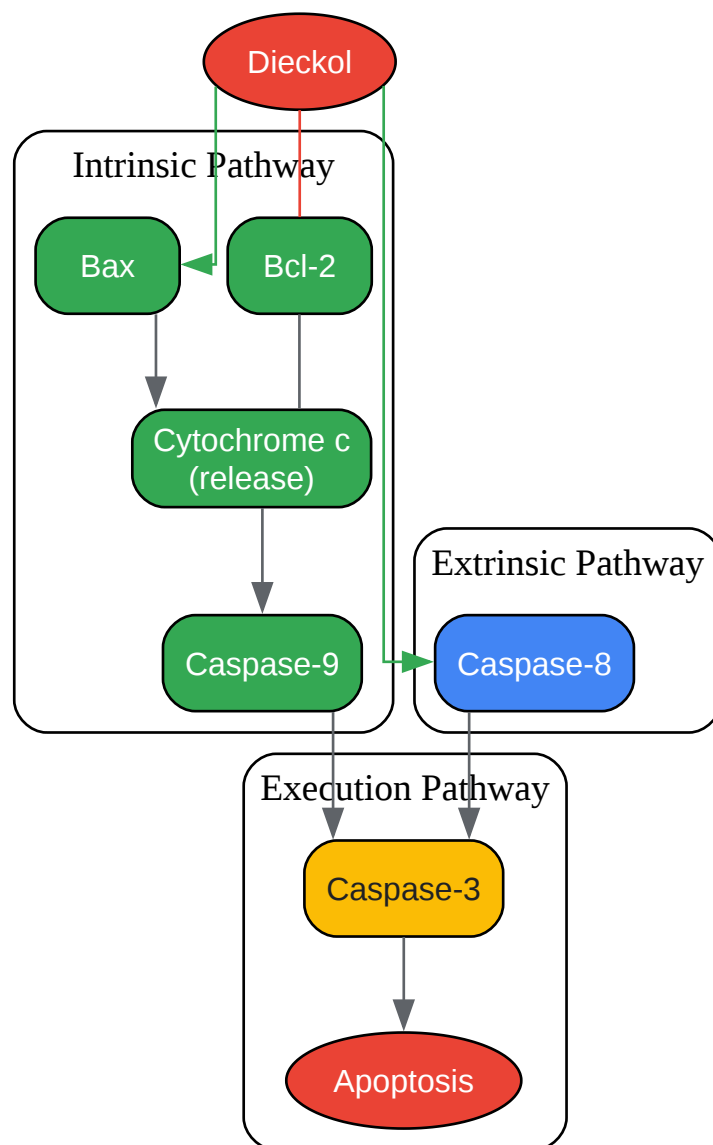 Dieckol
Intrinsic Pathway
Bax
Bcl-2
Cytochrome c
(release)
Extrinsic Pathway
Caspase-9
Caspase-8
Execution Pathway
Caspase-3
Apoptosis